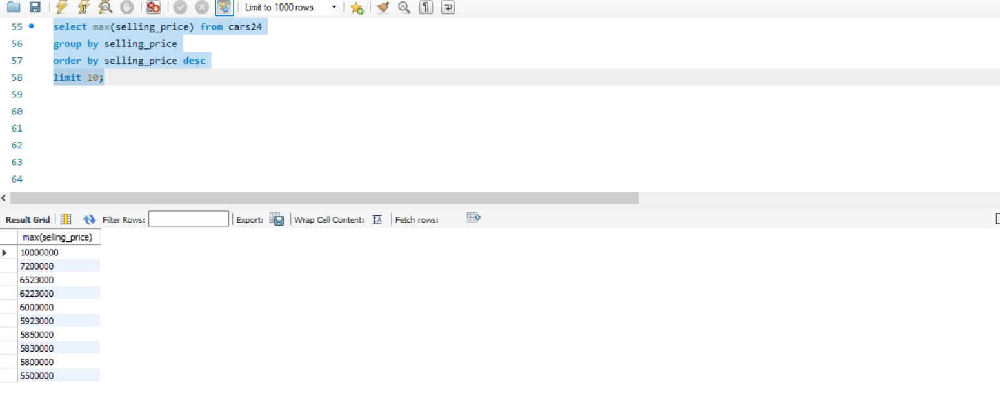 Limit to 1000 rows
55 select max(selling_price) from cars24
56 group by selling_price
57 order by selling_price desc
58 limit 10;
59
60
61
62
63
64
Result Grid Filter Rows: Export: Wrap Cell Content: Fetch rows:
max(selling_price)
10000000
7200000
6523000
6223000
6000000
5923000
5850000
5830000
5800000
5500000